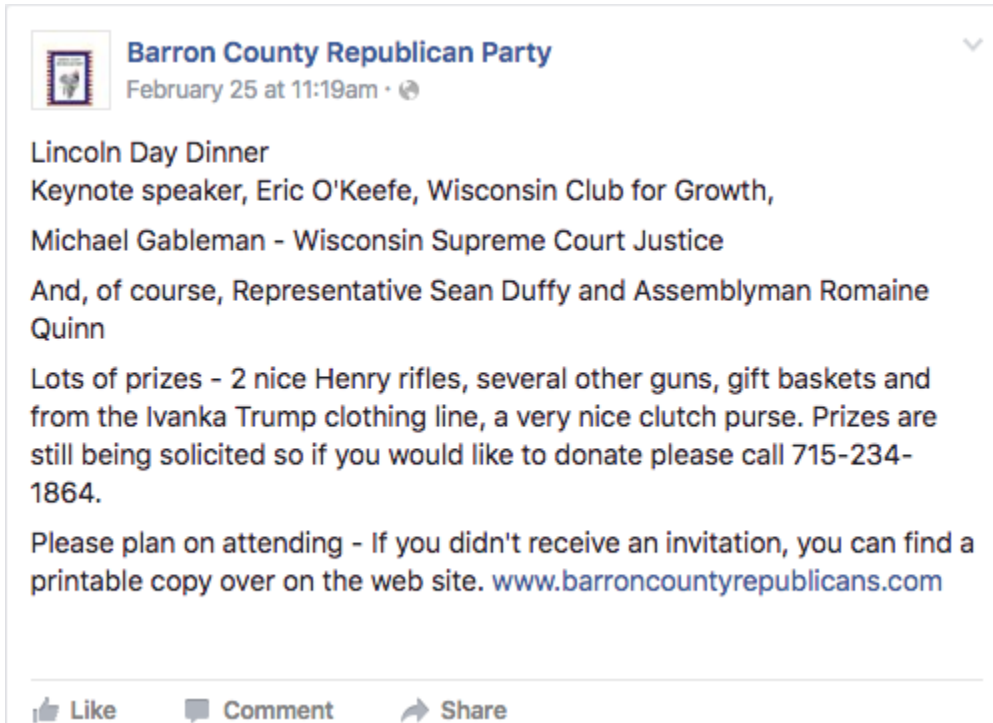 Barron County Republican Party
February 25 at 11:19am ·
Lincoln Day Dinner
Keynote speaker, Eric O'Keefe, Wisconsin Club for Growth,
Michael Gableman - Wisconsin Supreme Court Justice
And, of course, Representative Sean Duffy and Assemblyman Romaine
Quinn
Lots of prizes - 2 nice Henry rifles, several other guns, gift baskets and
from the Ivanka Trump clothing line, a very nice clutch purse. Prizes are
still being solicited so if you would like to donate please call 715-234-
1864.
Please plan on attending - If you didn't receive an invitation, you can find a
printable copy over on the web site. www.barroncountyrepublicans.com
Like Comment Share